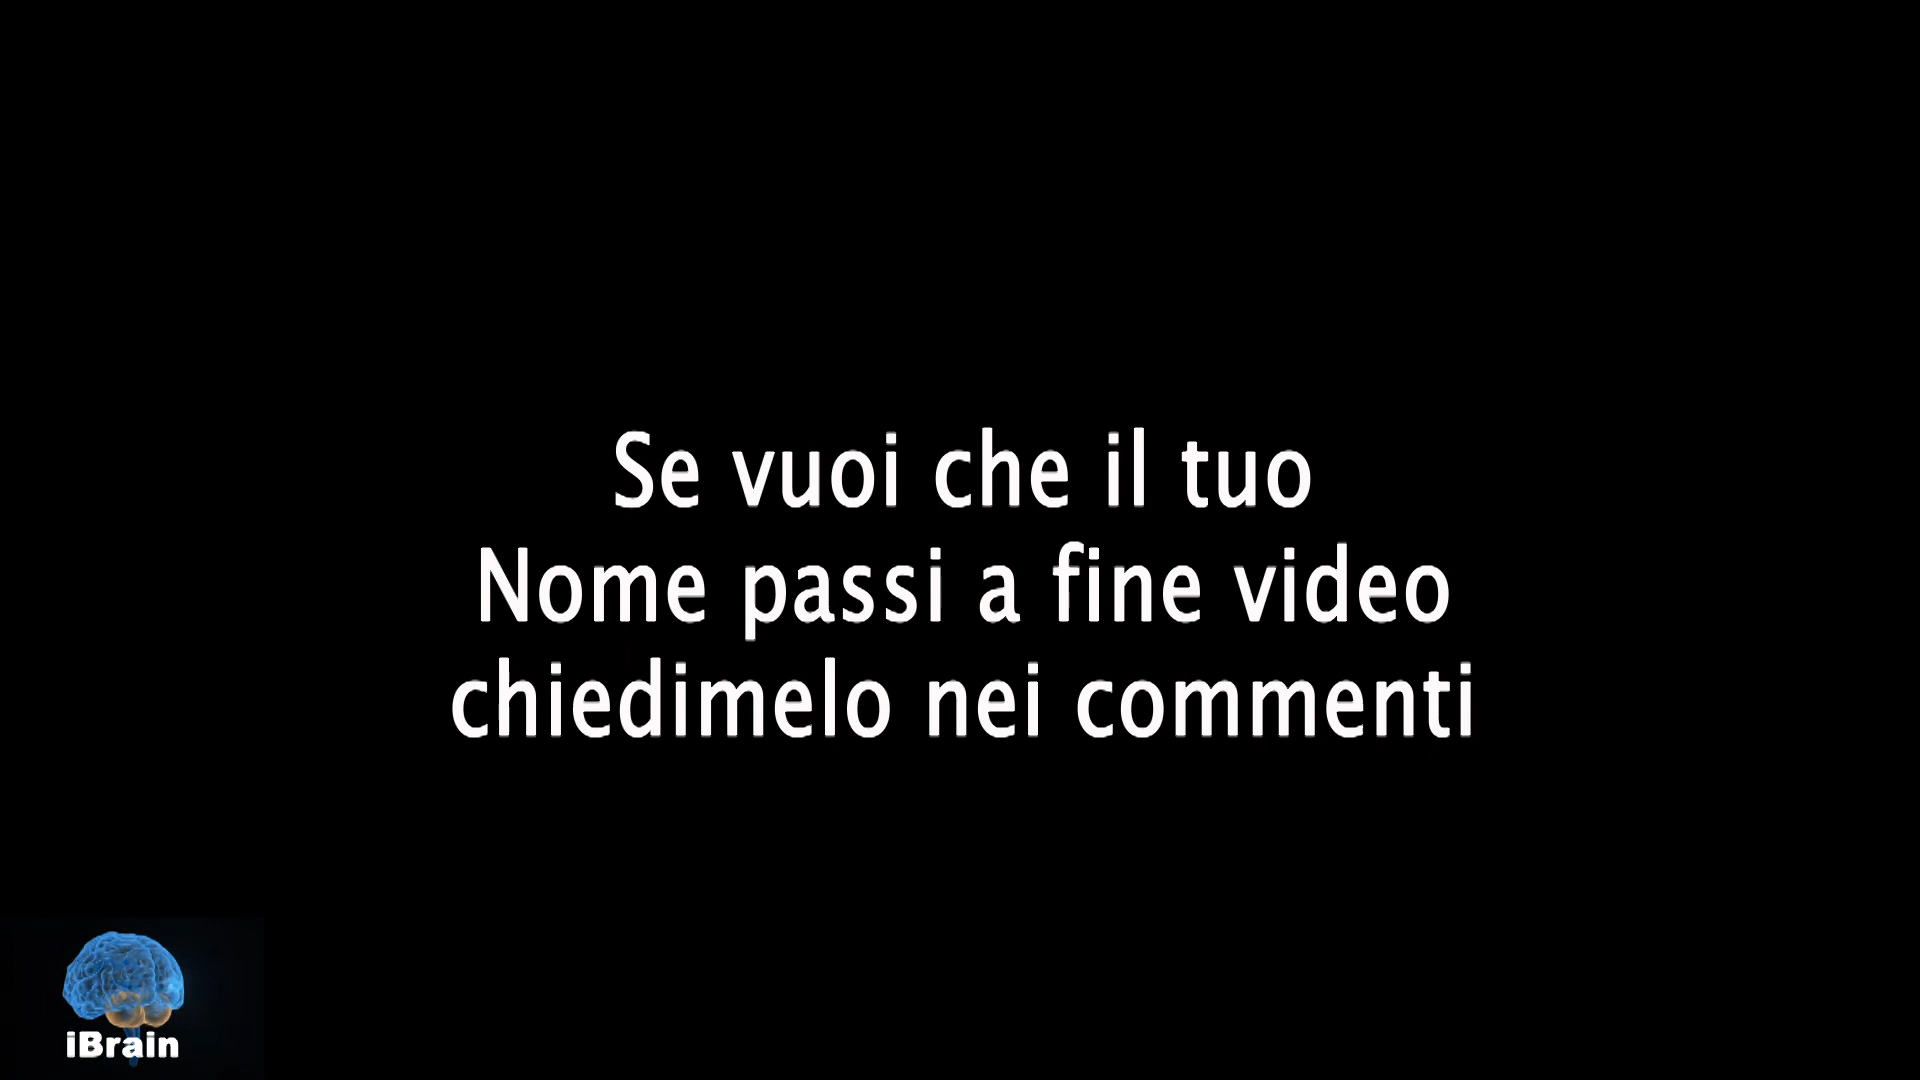 Se vuoi che il tuo
Nome passi a fine video
chiedimelo nei commenti
iBrain